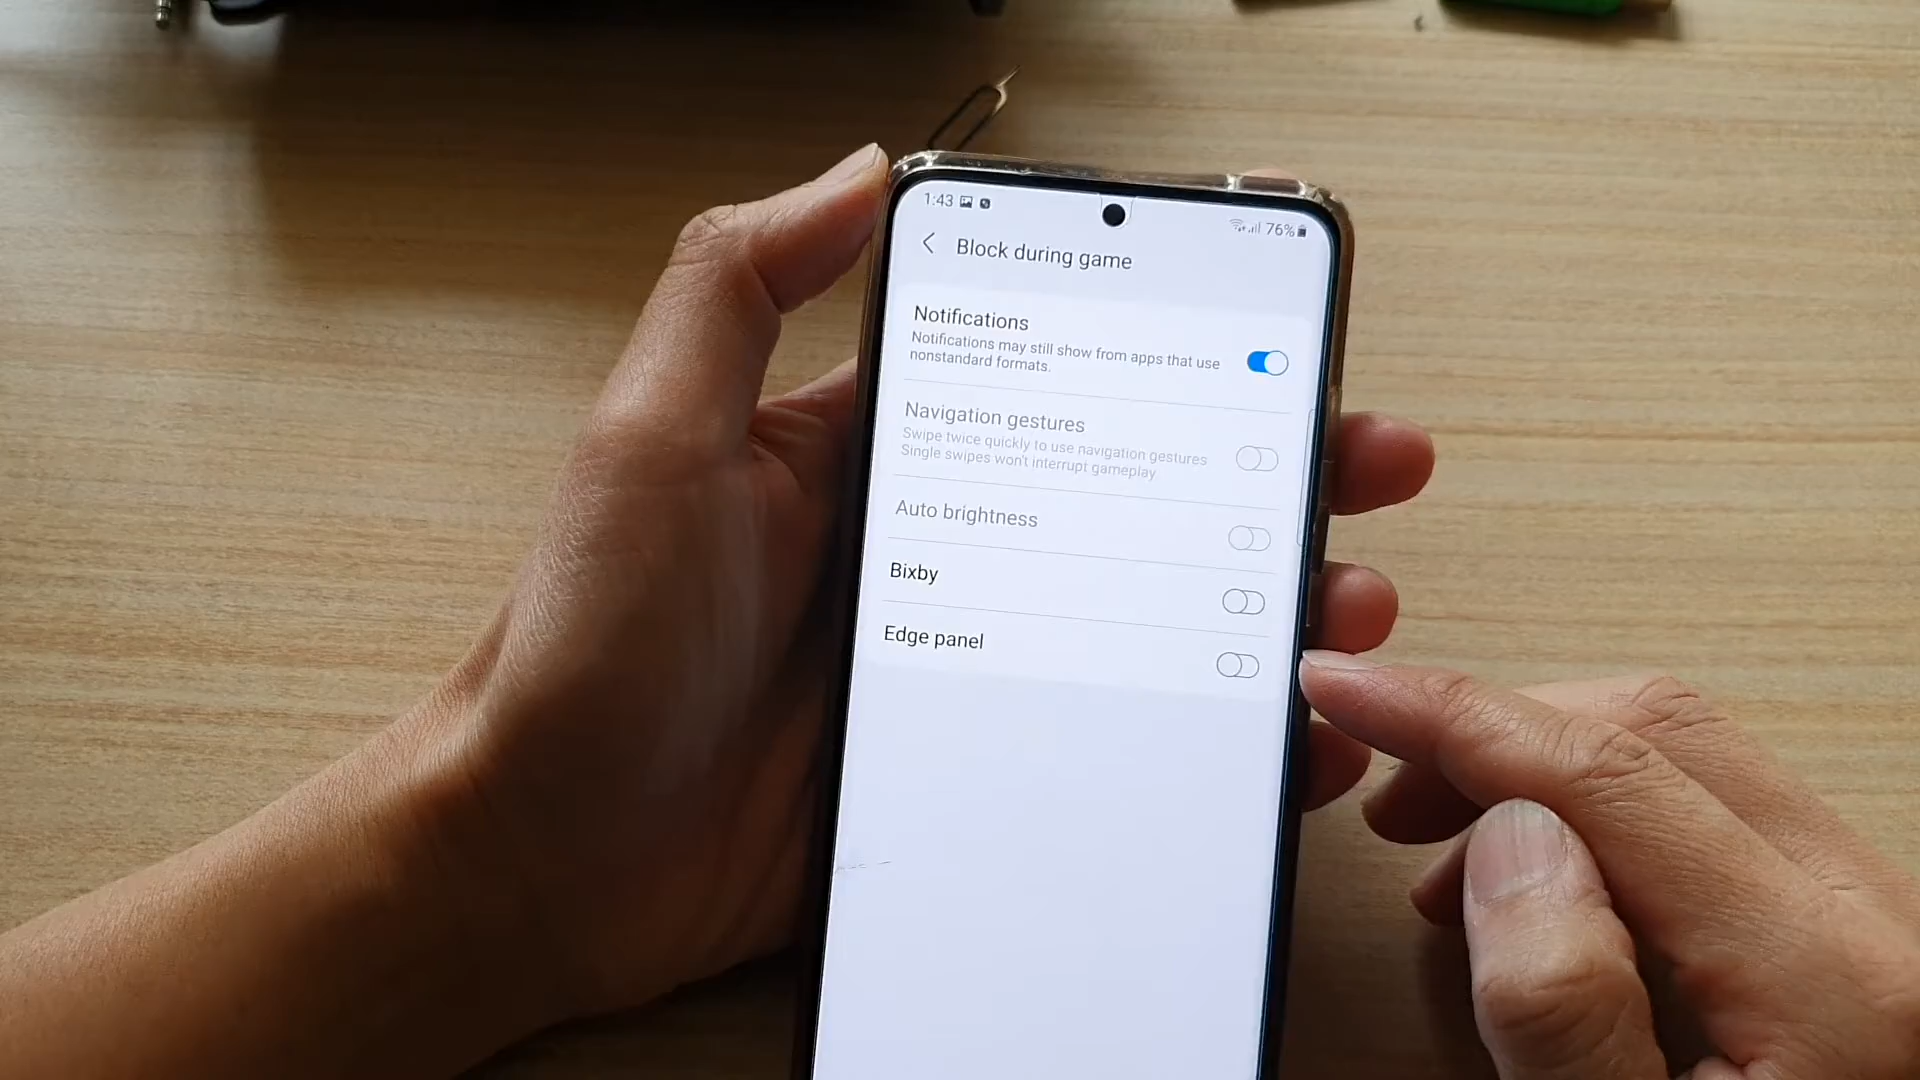 1:43
76%
Block during game
Notifications
Notifications may still show from apps that use
nonstandard formats.
Navigation gestures
Swipe twice quickly to use navigation gestures
Single swipes won't interrupt gameplay
Auto brightness
Bixby
Edge panel